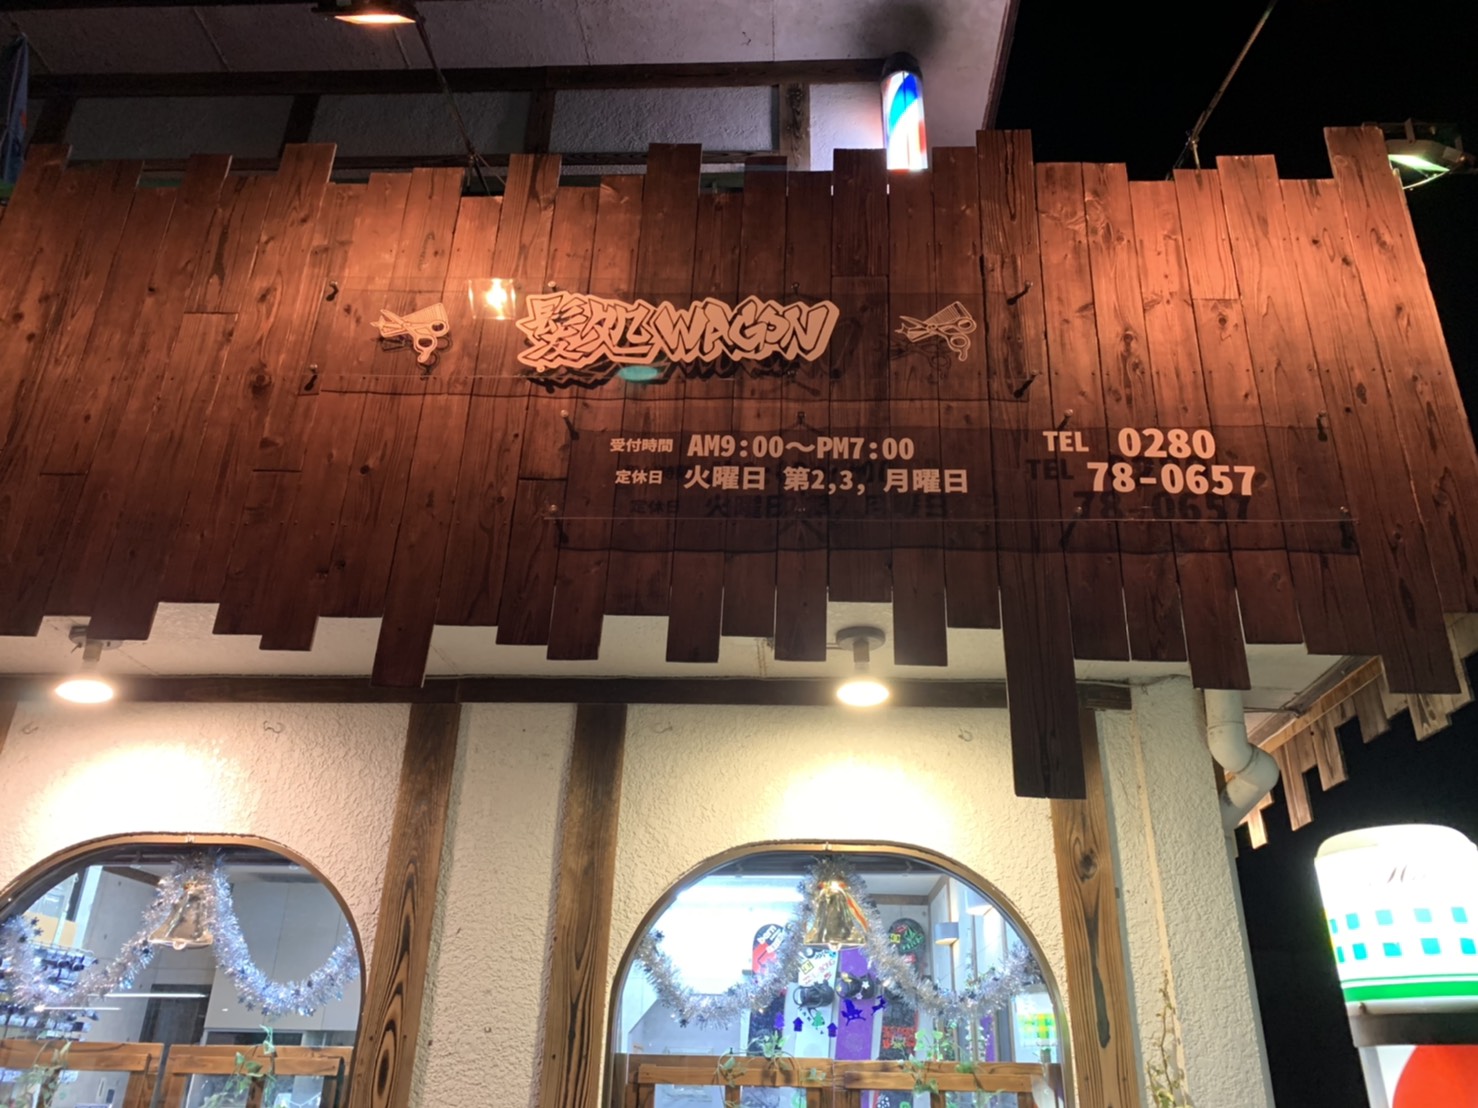 髪処 WAGON
受付時間 AM9:00〜PM7:00
定休日 火曜日 第2,3, 月曜日
TEL 0280
78-0657